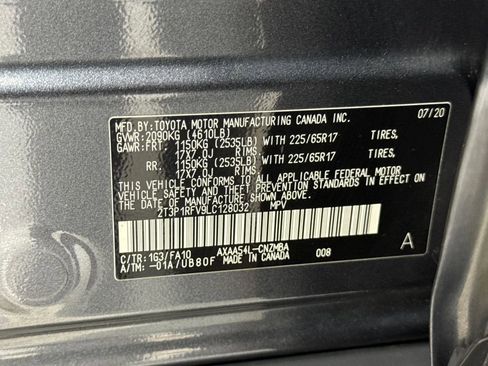 MFD.BY:TOYOTA MOTOR MANUFACTURING CANADA INC. 07/20
GVWR:2090KG (4610LB)
GAWR:FRT. 1150KG (2535LB) WITH 225/65R17 TIRES,
17X7.0J RIMS,
RR. 1150KG (2535LB) WITH 225/65R17 TIRES,
17X7.0J RIMS,
THIS VEHICLE CONFORMS TO ALL APPLICABLE FEDERAL MOTOR
VEHICLE SAFETY AND THEFT PREVENTION STANDARDS IN EFFECT ON
THE DATE OF MANUFACTURE SHOWN ABOVE.
2T3P1RFV9LC128032 MPV
C/TR:1G3/FA10 AXAA54L-CNZMBA A
A/TM:-01A/UB80F 008